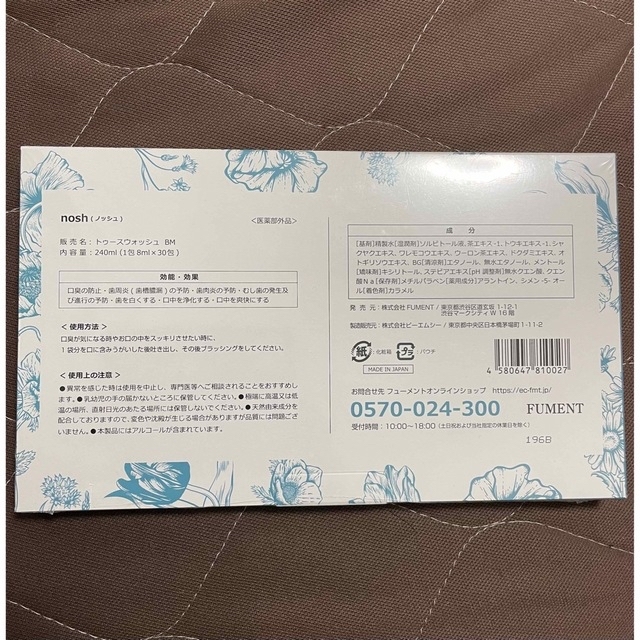 nosh (ノッシュ)
<医薬部外品>
販 売 名：トゥースウォッシュ BM
内 容 量：240ml (1包 8ml×30包)
効能・効果
口臭の防止・歯周炎(歯槽膿漏)の予防・歯肉炎の予防・むし歯の発生及
び進行の予防・歯を白くする・口中を浄化する・口中を爽快にする
<使用方法>
口臭が気になる時やお口の中をスッキリさせたい時に、
1袋分を口に含みうがいした後吐き出し、その後ブラッシングをしてください。
<使用上の注意>
●異常を感じた時は使用を中止し、専門医等へご相談されることをおすすめし
ます。●乳幼児の手の届かないところに保管してください。●極端に高温又は低
温の場所、直射日光のあたる場所には保管しないでください。●天然由来成分を
配合しておりますので、変色や沈殿が生じる場合がありますが品質には問題ござ
いません。●本製品にはアルコールが含まれています。
成 分
[基剤]精製水[湿潤剤]ソルビトール液、茶エキス-1、トウキエキス-1、シャ
クヤクエキス、ワレモコウエキス、ウーロン茶エキス、ドクダミエキス、オ
トギリソウエキス、BG[清涼剤]エタノール、無水エタノール、メントール
[矯味剤]キシリトール、ステビアエキス[pH 調整剤]無水クエン酸、クエン
酸Na[保存剤]メチルパラベン[薬用成分]アラントイン、シメン-5-オー
ル[着色剤]カラメル
発 売 元：株式会社 FUMENT / 東京都渋谷区道玄坂 1-12-1
渋谷マークシティ W 16 階
製造販売元：株式会社ピーエムシー / 東京都中央区日本橋茅場町 1-11-2
紙：化粧箱 プラ：パウチ
MADE IN JAPAN
4 580647 810027
お問合せ先 フューメントオンラインショップ https://ec-fmt.jp/
0570-024-300 FUMENT
受付時間：10:00〜18:00 (土日祝および当社指定の休業日を除く)
196B